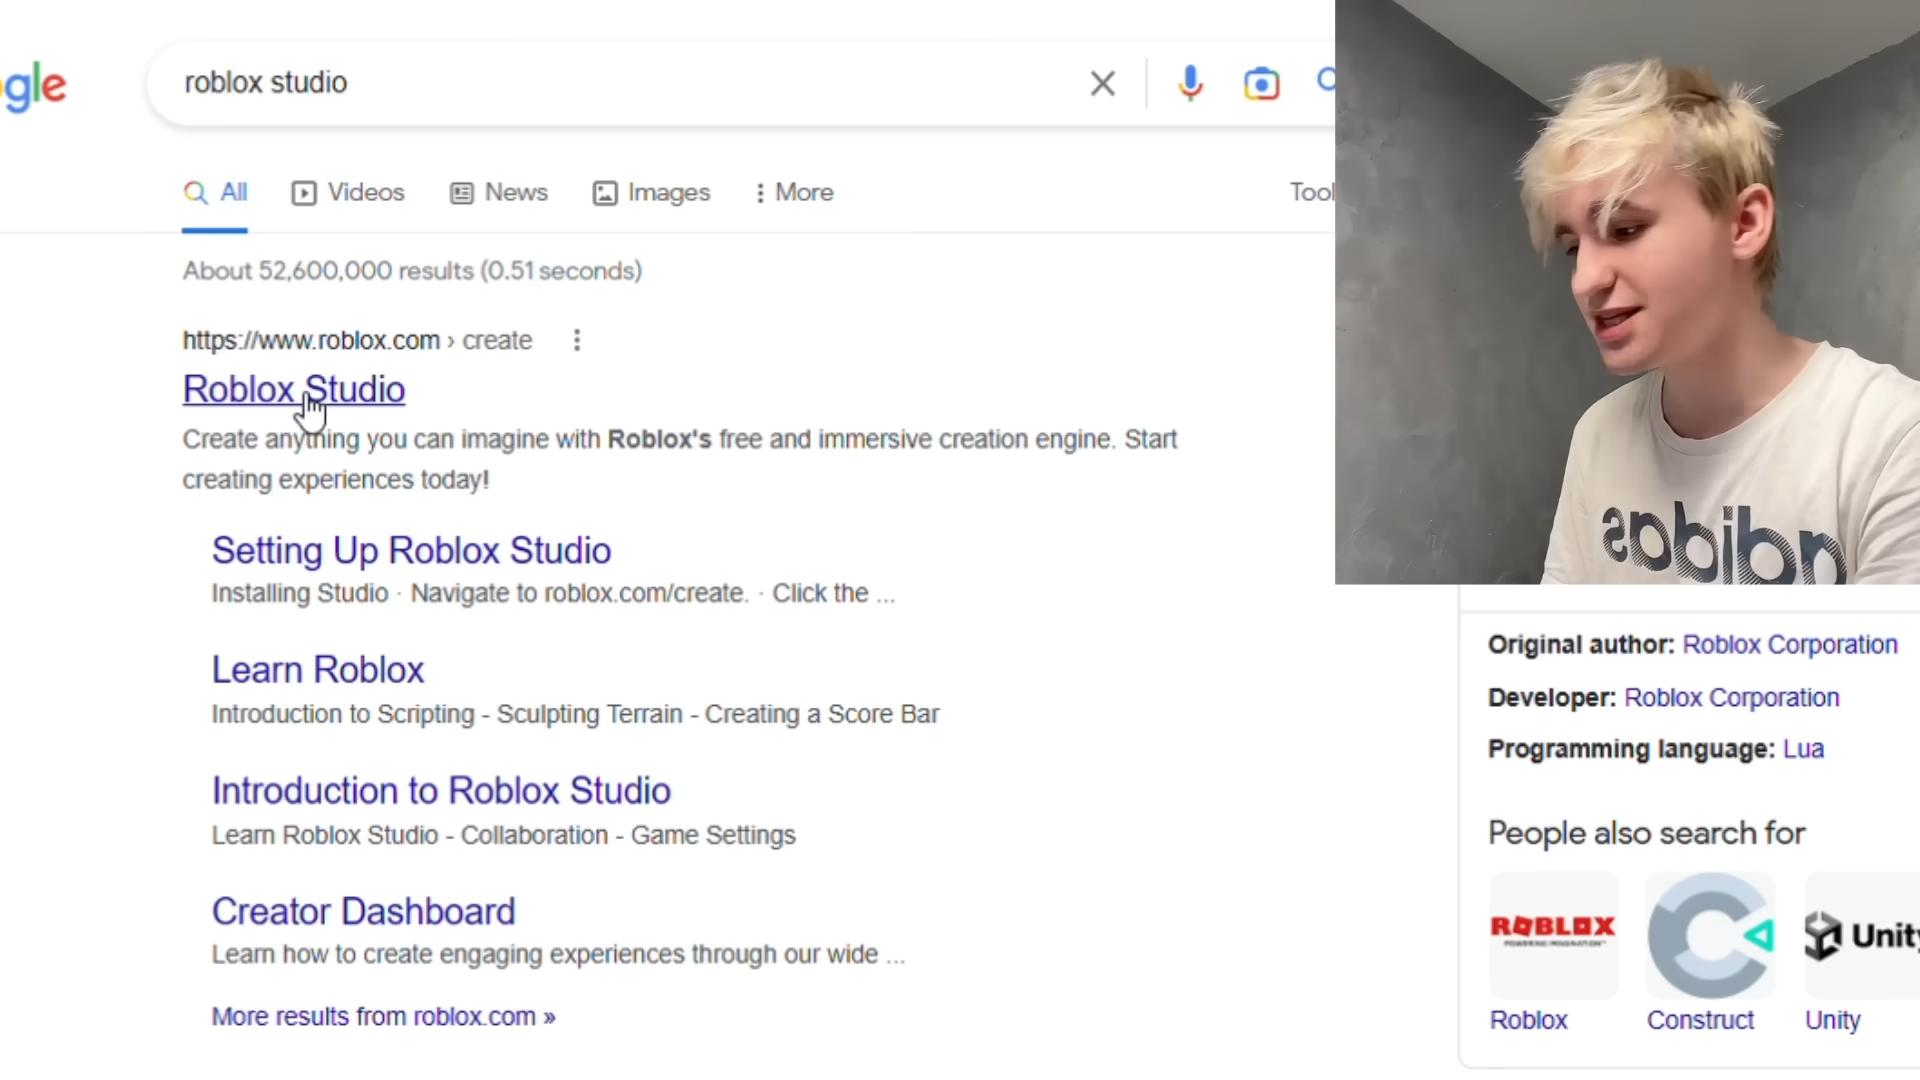 gle
roblox studio
All
Videos
News
Images
More
Tool
About 52,600,000 results (0.51 seconds)
https://www.roblox.com › create
Roblox Studio
Create anything you can imagine with Roblox's free and immersive creation engine. Start
creating experiences today!
Setting Up Roblox Studio
Installing Studio · Navigate to roblox.com/create. · Click the ...
Learn Roblox
Introduction to Scripting - Sculpting Terrain - Creating a Score Bar
Introduction to Roblox Studio
Learn Roblox Studio - Collaboration - Game Settings
Creator Dashboard
Learn how to create engaging experiences through our wide ...
More results from roblox.com »
adidas
Original author: Roblox Corporation
Developer: Roblox Corporation
Programming language: Lua
People also search for
ROBLOX
POWERING IMAGINATION™
Unity
Roblox
Construct
Unity